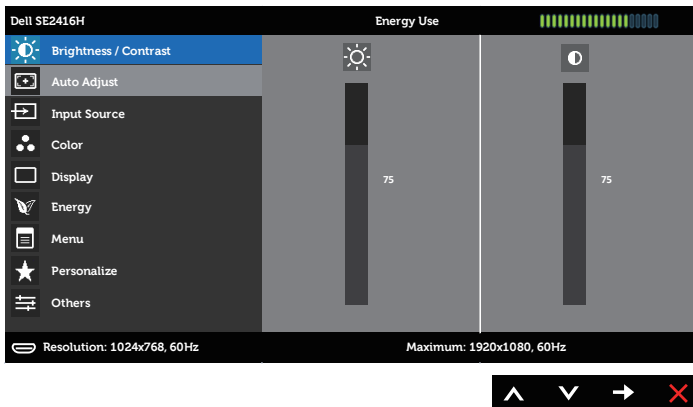 Dell SE2416H
Energy Use
Brightness / Contrast
Auto Adjust
Input Source
Color
Display
Energy
Menu
Personalize
Others
75
75
Resolution: 1024x768, 60Hz
Maximum: 1920x1080, 60Hz